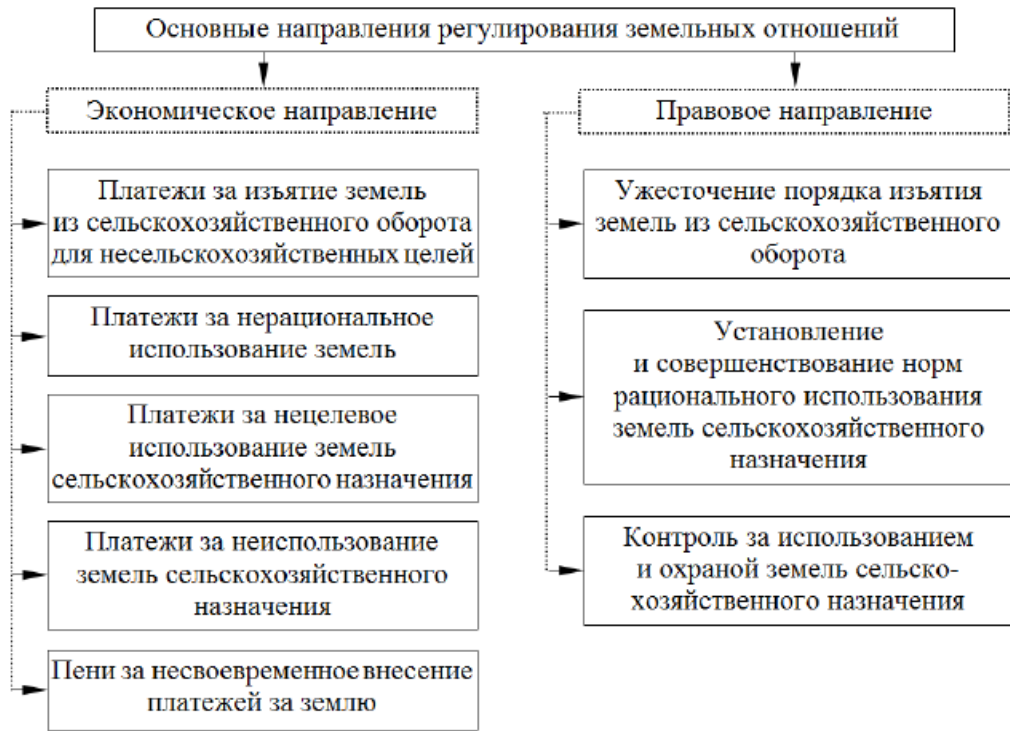 Основные направления регулирования земельных отношений
Экономическое направление
Платежи за изъятие земель
из сельскохозяйственного оборота
для несельскохозяйственных целей
Платежи за нерациональное
использование земель
Платежи за нецелевое
использование земель
сельскохозяйственного назначения
Платежи за неиспользование
земель сельскохозяйственного
назначения
Пени за несвоевременное внесение
платежей за землю
Правовое направление
Ужесточение порядка изъятия
земель из сельскохозяйственного
оборота
Установление
и совершенствование норм
рационального использования
земель сельскохозяйственного
назначения
Контроль за использованием
и охраной земель сельско-
хозяйственного назначения